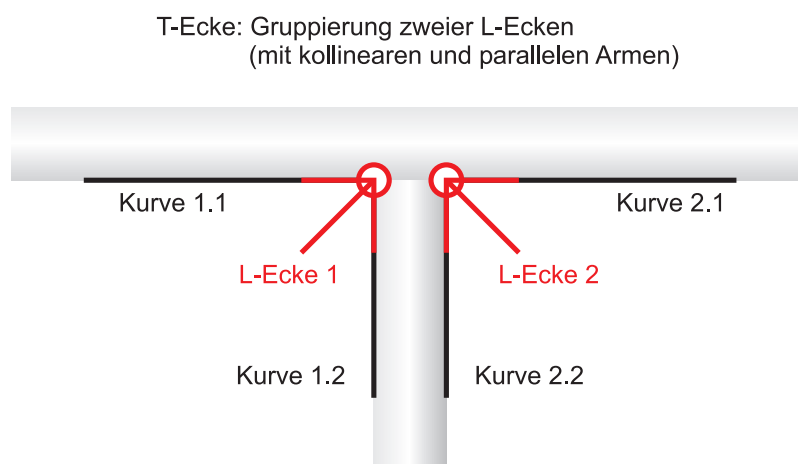 T-Ecke: Gruppierung zweier L-Ecken
(mit kollinearen und parallelen Armen)
Kurve 1.1
Kurve 2.1
L-Ecke 1
L-Ecke 2
Kurve 1.2
Kurve 2.2